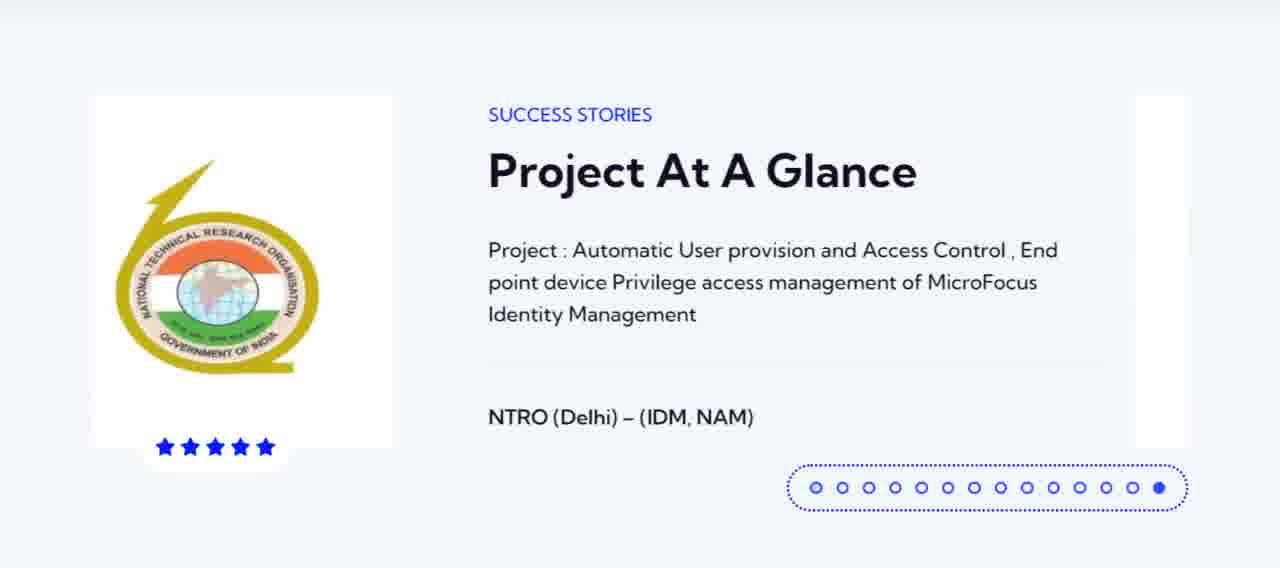 SUCCESS STORIES
Project At A Glance
NATIONAL TECHNICAL RESEARCH ORGANISATION
GOVERNMENT OF INDIA
Project : Automatic User provision and Access Control , End
point device Privilege access management of MicroFocus
Identity Management
NTRO (Delhi) – (IDM, NAM)